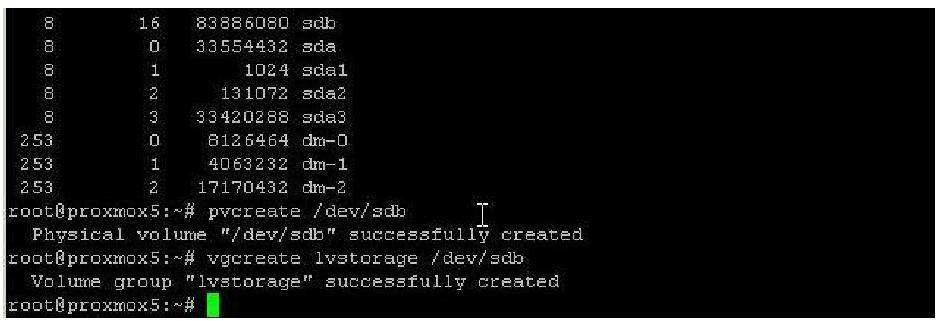 8 16 83886080 sdb
8 0 33554432 sda
8 1 1024 sda1
8 2 131072 sda2
8 3 33420288 sda3
253 0 8126464 dm-0
253 1 4063232 dm-1
253 2 17170432 dm-2
root@proxmox5:~# pvcreate /dev/sdb
Physical volume "/dev/sdb" successfully created
root@proxmox5:~# vgcreate lvstorage /dev/sdb
Volume group "lvstorage" successfully created
root@proxmox5:~#